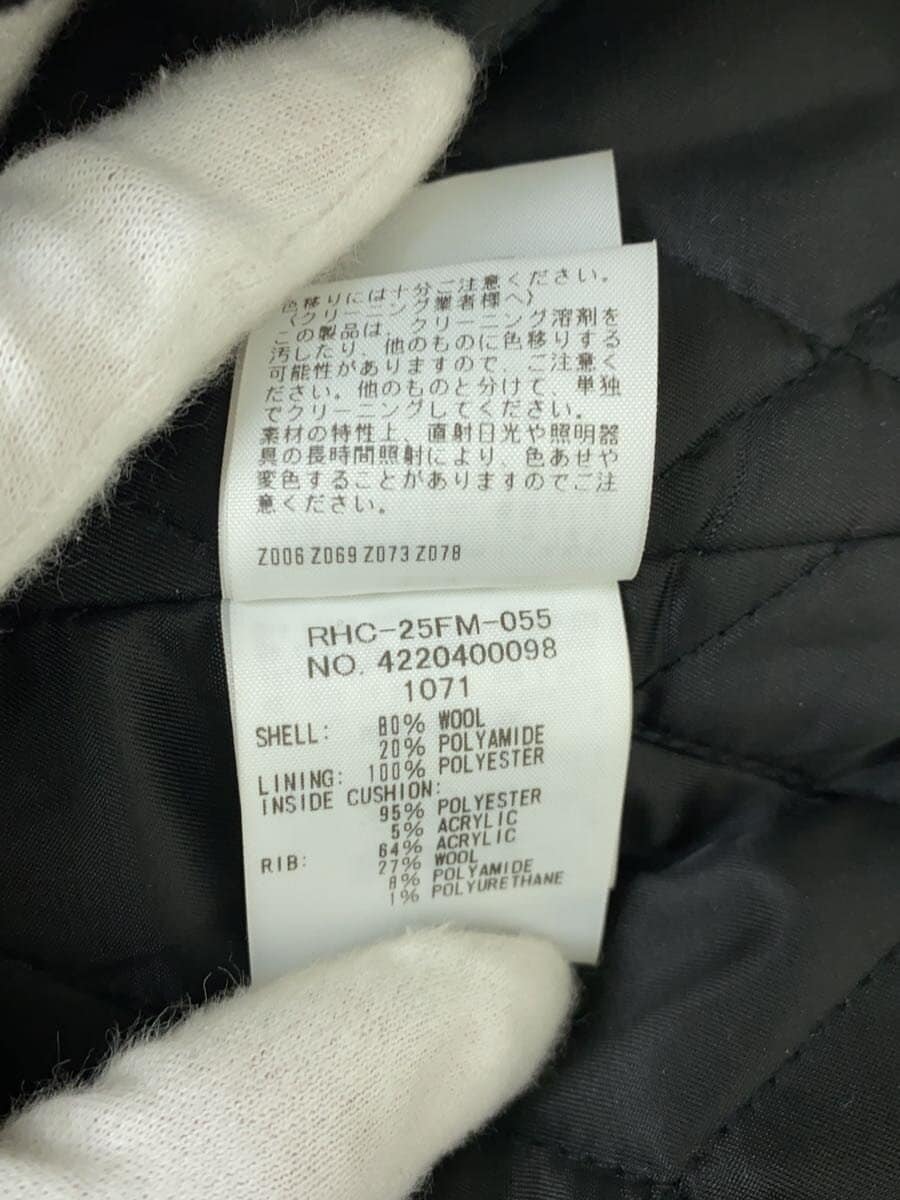 色移りには十分ご注意ください。
〈クリーニング業者様へ〉
この製品は、クリーニング溶剤を
汚したり、他のものに色移りする
可能性がありますので、ご注意く
ださい。他のものと分けて、単独
でクリーニングしてください。
素材の特性上、直射日光や照明器
具の長時間照射により、色あせや
変色することがありますのでご注
意ください。
Z006 Z069 Z073 Z078
RHC-25FM-055
NO. 4220400098
1071
SHELL: 80% WOOL
20% POLYAMIDE
LINING: 100% POLYESTER
INSIDE CUSHION:
95% POLYESTER
5% ACRYLIC
RIB: 64% ACRYLIC
27% WOOL
8% POLYAMIDE
1% POLYURETHANE